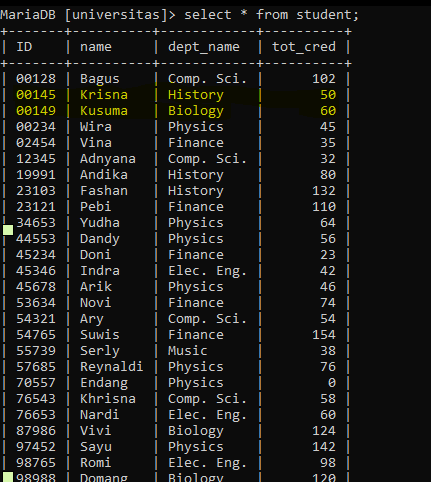 MariaDB [universitas]> select * from student;
+-------+----------+------------+----------+
| ID    | name     | dept_name  | tot_cred |
+-------+----------+------------+----------+
| 00128 | Bagus    | Comp. Sci. |      102 |
| 00145 | Krisna   | History    |       50 |
| 00149 | Kusuma   | Biology    |       60 |
| 00234 | Wira     | Physics    |       45 |
| 02454 | Vina     | Finance    |       35 |
| 12345 | Adnyana  | Comp. Sci. |       32 |
| 19991 | Andika   | History    |       80 |
| 23103 | Fashan   | History    |      132 |
| 23121 | Pebi     | Finance    |      110 |
| 34653 | Yudha    | Physics    |       64 |
| 44553 | Dandy    | Physics    |       56 |
| 45234 | Doni     | Finance    |       23 |
| 45346 | Indra    | Elec. Eng. |       42 |
| 45678 | Arik     | Physics    |       46 |
| 53634 | Novi     | Finance    |       74 |
| 54321 | Ary      | Comp. Sci. |       54 |
| 54765 | Suwis    | Finance    |      154 |
| 55739 | Serly    | Music      |       38 |
| 57685 | Reynaldi | Physics    |       76 |
| 70557 | Endang   | Physics    |        0 |
| 76543 | Khrisna  | Comp. Sci. |       58 |
| 76653 | Nardi    | Elec. Eng. |       60 |
| 87986 | Vivi     | Biology    |      124 |
| 97452 | Sayu     | Physics    |      142 |
| 98765 | Romi     | Elec. Eng. |       98 |
| 98988 | Domang   | Biology    |      120 |